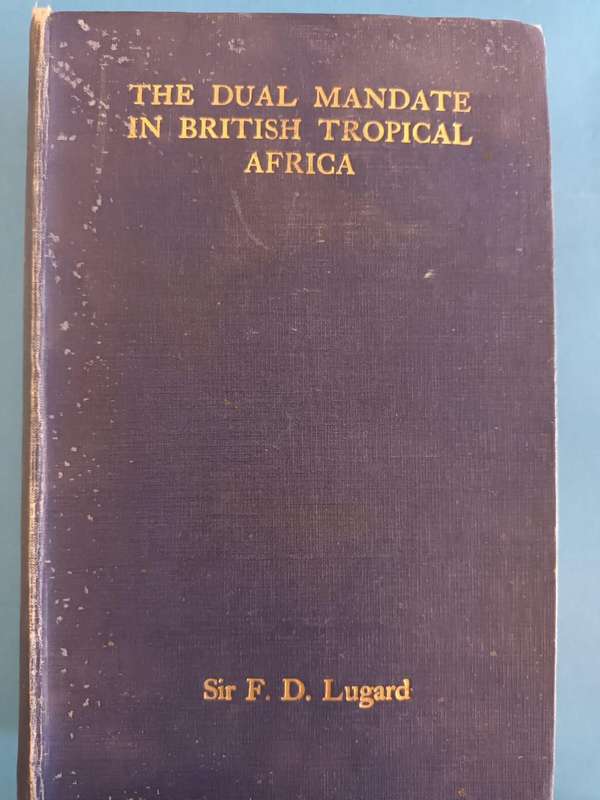 THE DUAL MANDATE
IN BRITISH TROPICAL
AFRICA
Sir F. D. Lugard